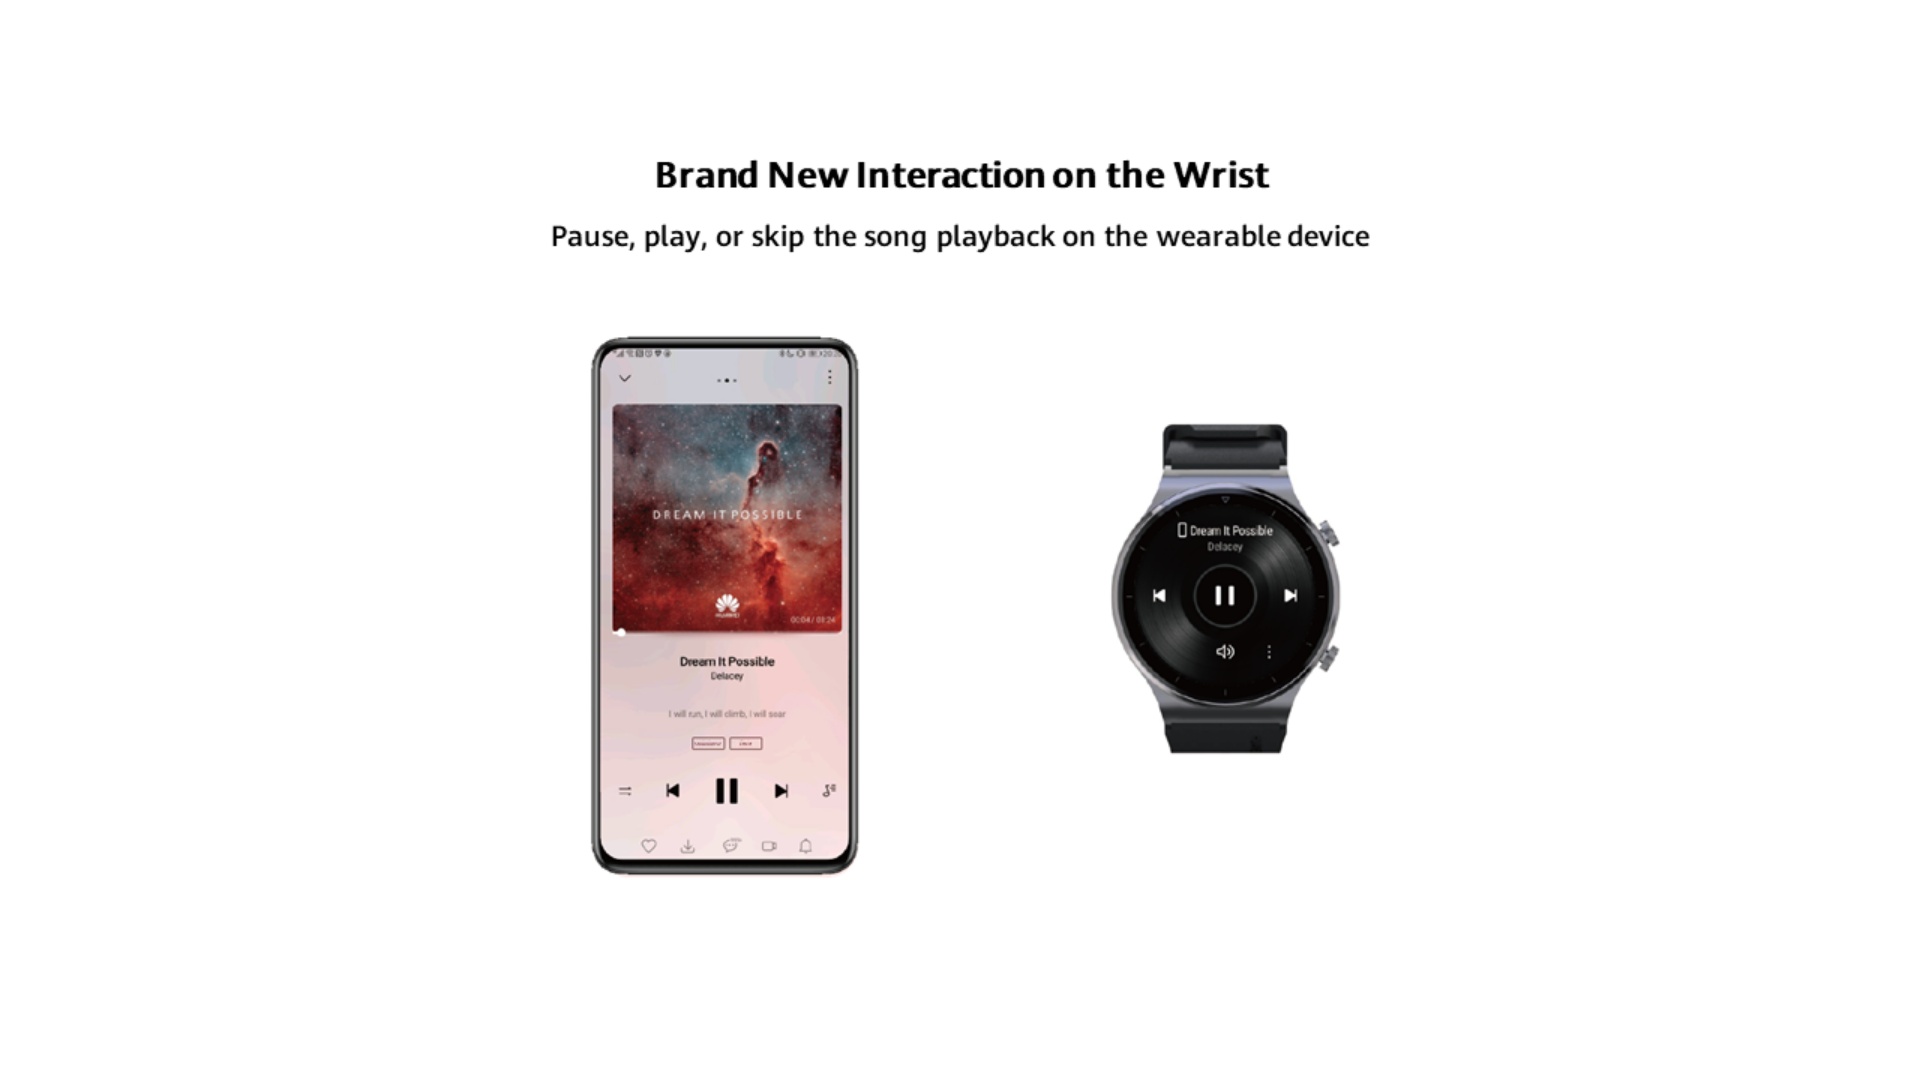 Brand New Interaction on the Wrist
Pause, play, or skip the song playback on the wearable device
DREAM IT POSSIBLE
HUAWEI
00:04 / 03:24
Dream It Possible
Delacey
I will run, I will climb, I will soar
Dream It Possible
Delacey